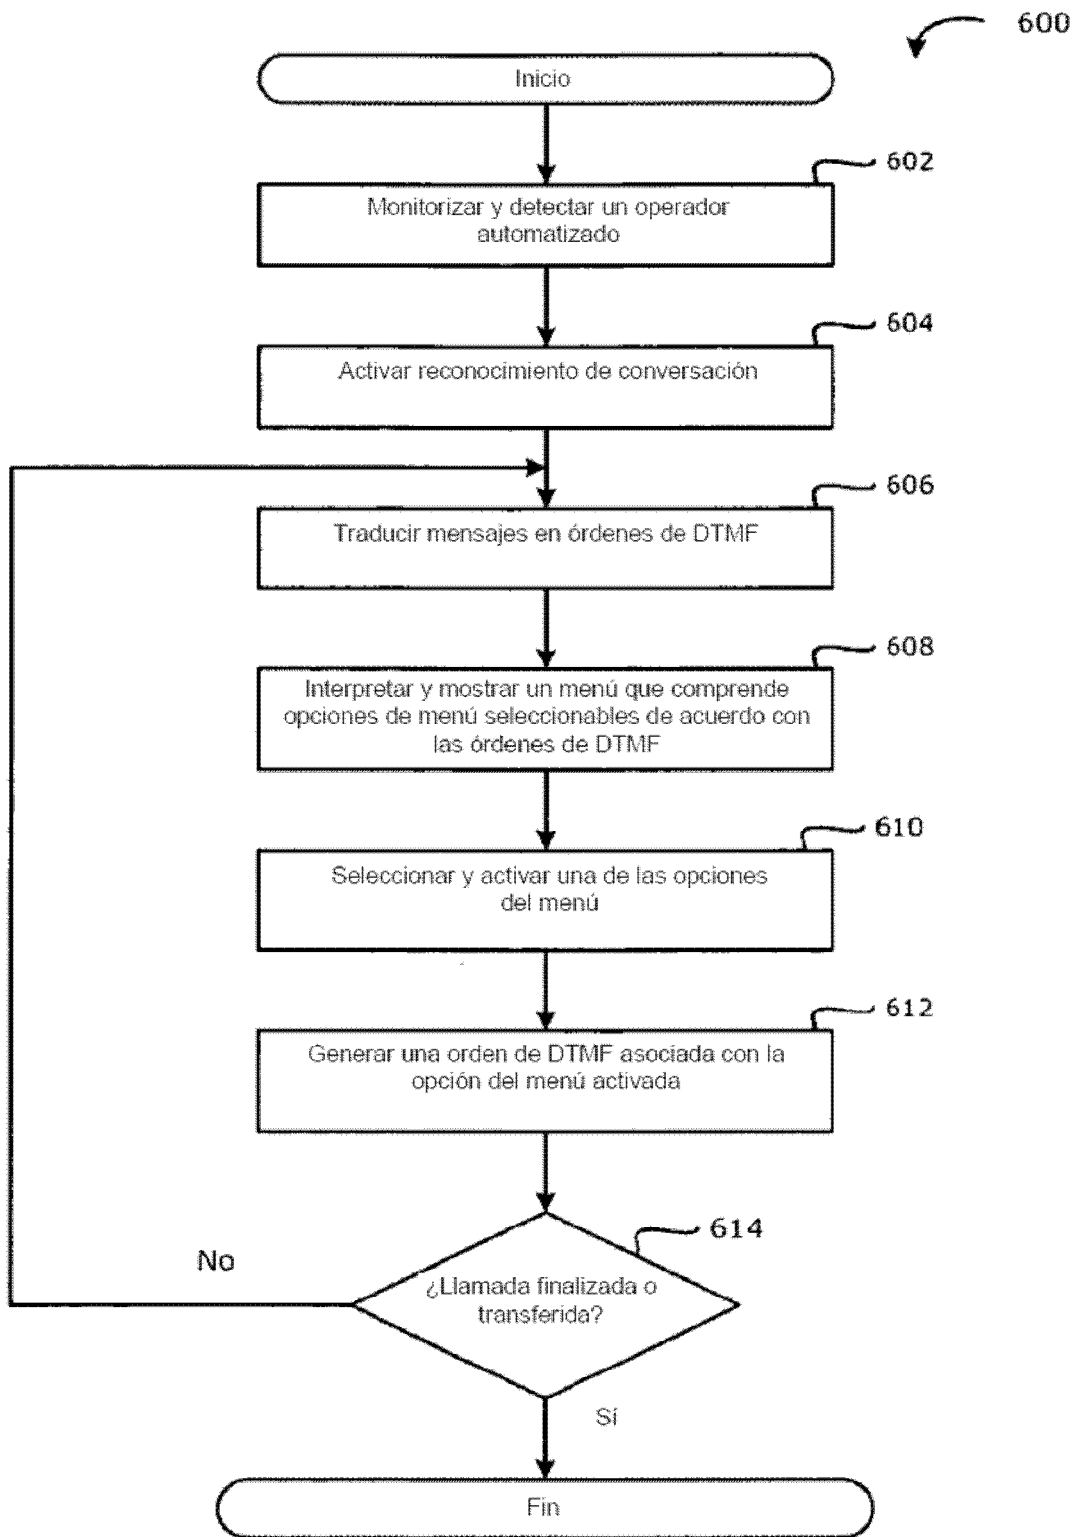 600
Inicio
602
Monitorizar y detectar un operador
automatizado
604
Activar reconocimiento de conversación
606
Traducir mensajes en órdenes de DTMF
608
Interpretar y mostrar un menú que comprende
opciones de menú seleccionables de acuerdo con
las órdenes de DTMF
610
Seleccionar y activar una de las opciones
del menú
612
Generar una orden de DTMF asociada con la
opción del menú activada
614
No
¿Llamada finalizada o
transferida?
Sí
Fin